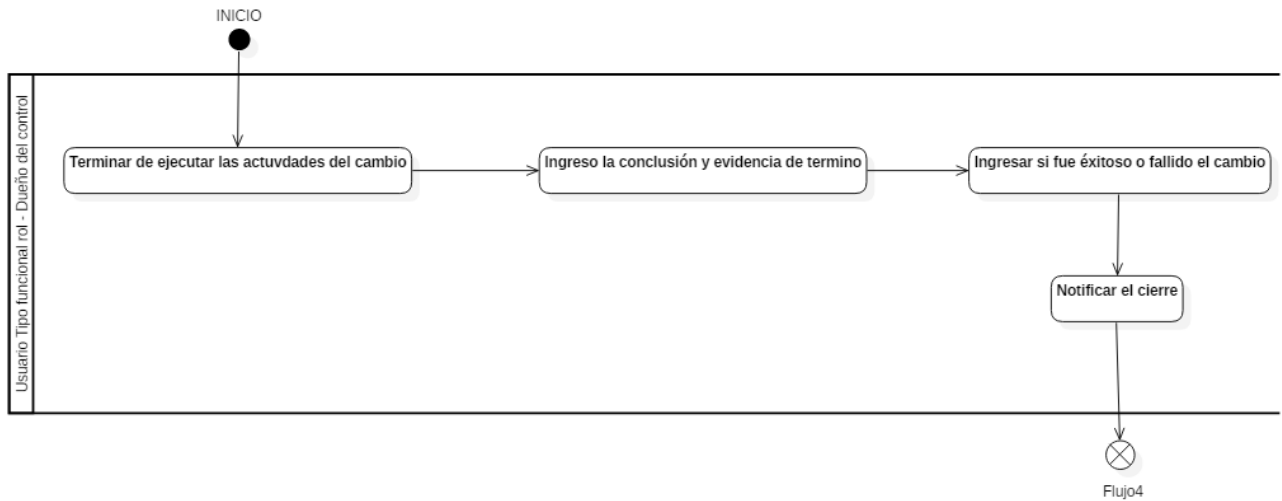 INICIO
Usuario Tipo funcional rol - Dueño del control
Terminar de ejecutar las actuvdades del cambio
Ingreso la conclusión y evidencia de termino
Ingresar si fue éxitoso o fallido el cambio
Notificar el cierre
Flujo4